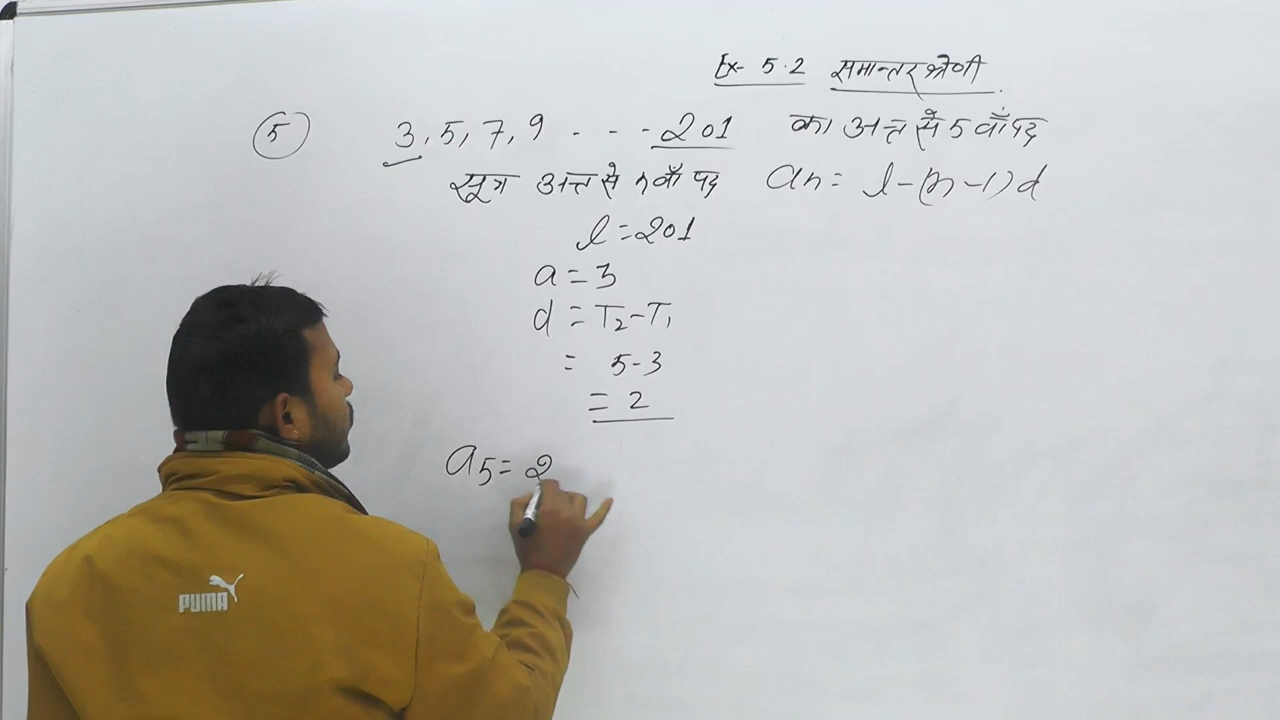 Ex- 5.2 समान्तर श्रेणी
5 3, 5, 7, 9 - - - 201 का अन्त से 5 वाँ पद
सूत्र अन्त से nवाँ पद an = l - (n - 1) d
l = 201
a = 3
d = T₂ - T₁
= 5 - 3
= 2
a₅ = 2
PUMA